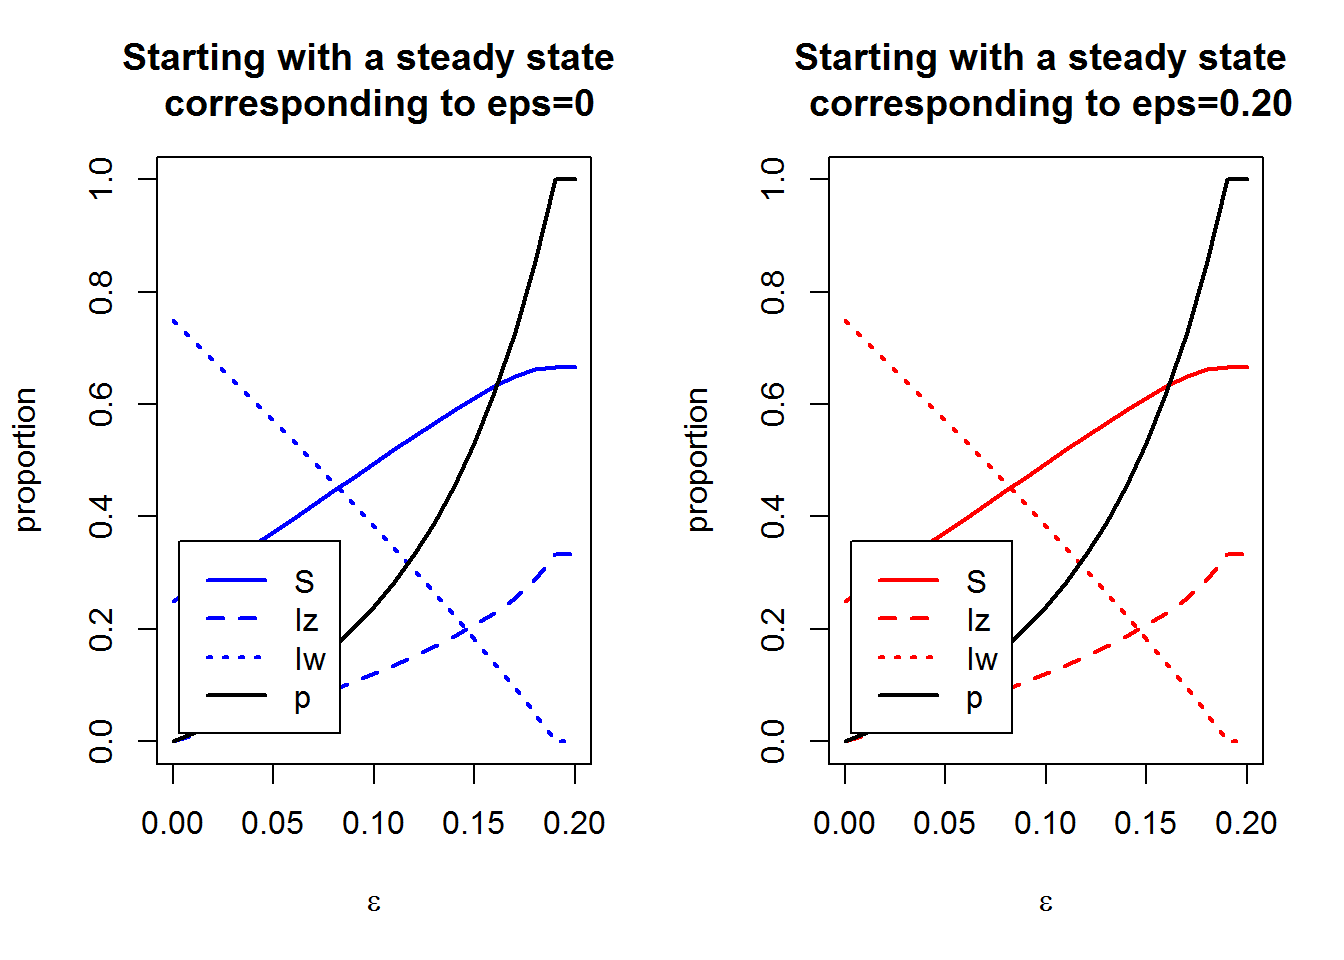 Starting with a steady state
corresponding to eps=0
proportion
1.0
0.8
0.6
0.4
0.2
0.0
S
Iz
Iw
p
0.00 0.05 0.10 0.15 0.20
ε
Starting with a steady state
corresponding to eps=0.20
proportion
1.0
0.8
0.6
0.4
0.2
0.0
S
Iz
Iw
p
0.00 0.05 0.10 0.15 0.20
ε